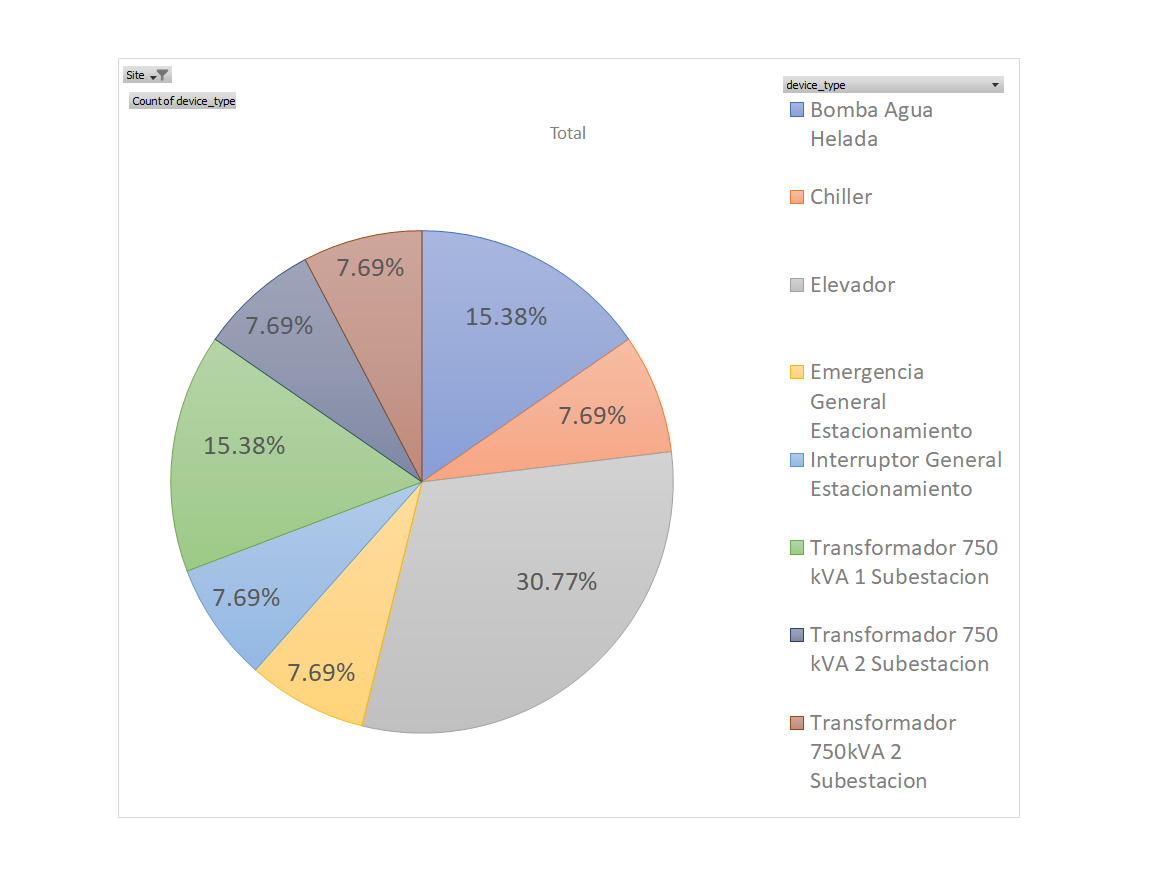 Site
Count of device_type
Total
device_type
Bomba Agua
Helada
Chiller
Elevador
Emergencia
General
Estacionamiento
Interruptor General
Estacionamiento
Transformador 750
kVA 1 Subestacion
Transformador 750
kVA 2 Subestacion
Transformador
750kVA 2
Subestacion
7.69%
15.38%
7.69%
7.69%
15.38%
30.77%
7.69%
7.69%